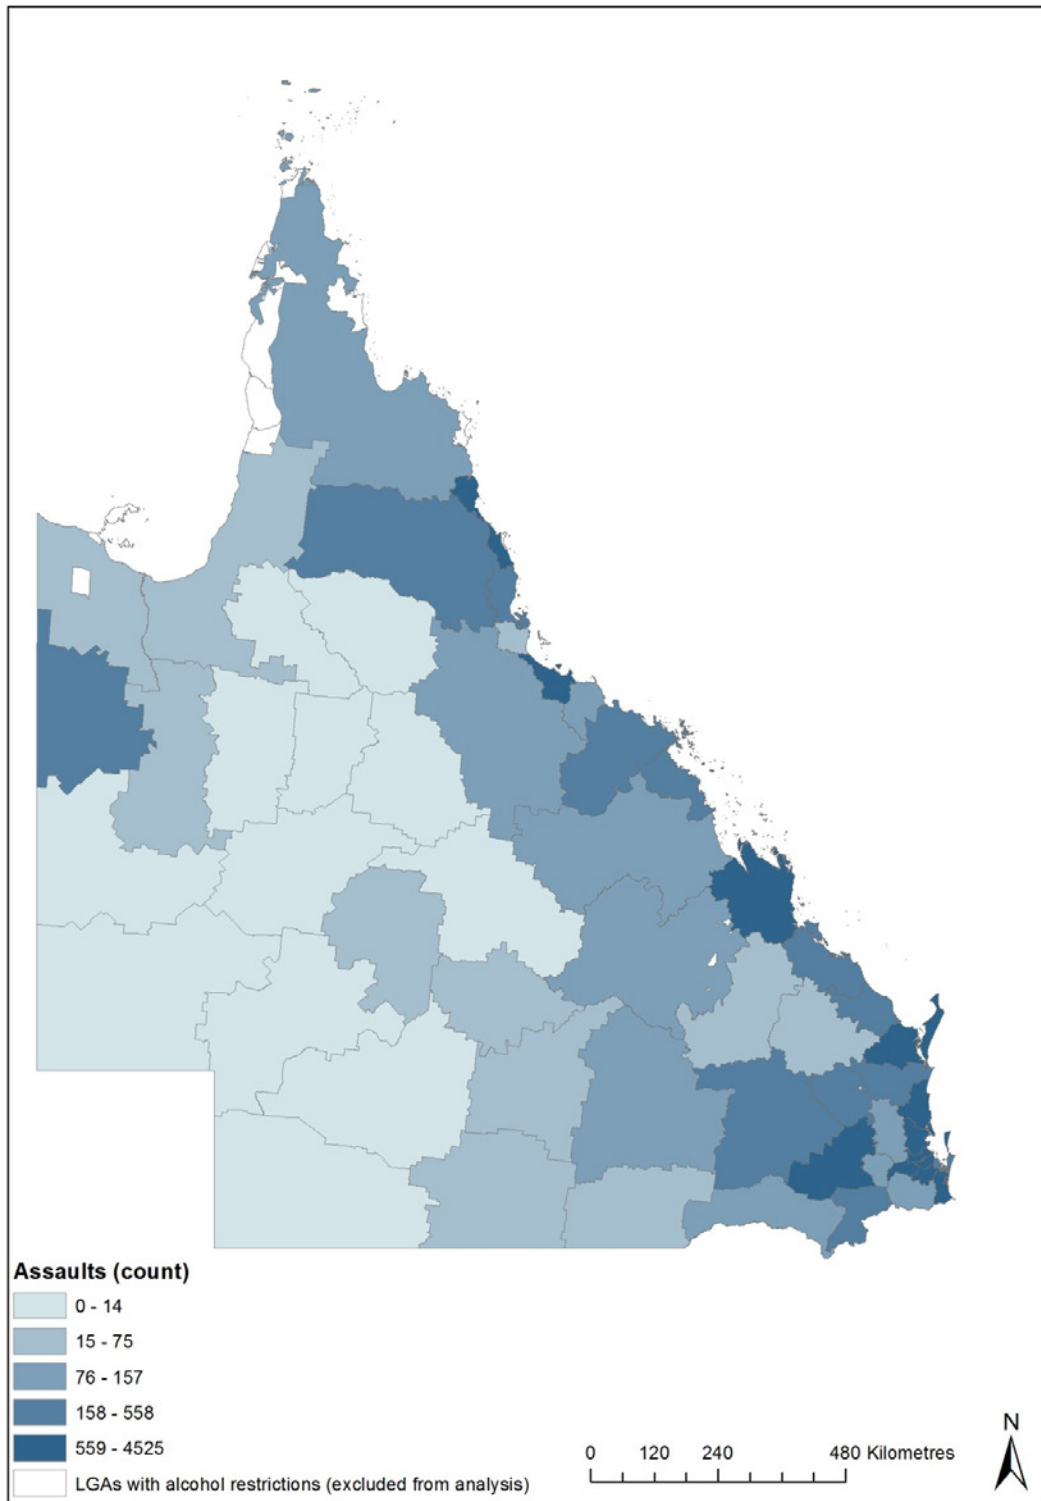 Assaults (count)
0 - 14
15 - 75
76 - 157
158 - 558
559 - 4525
LGAs with alcohol restrictions (excluded from analysis)
0 120 240 480 Kilometres
N